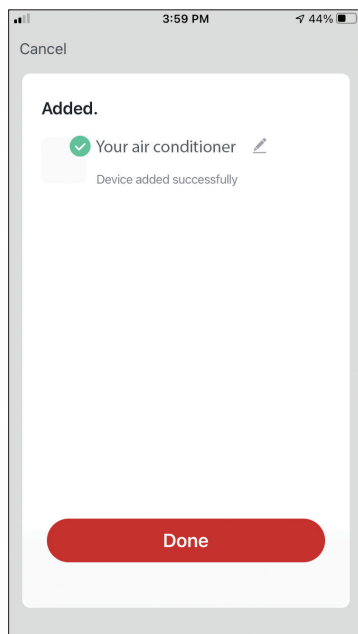 3:59 PM
44%
Cancel
Added.
Your air conditioner
Device added successfully
Done